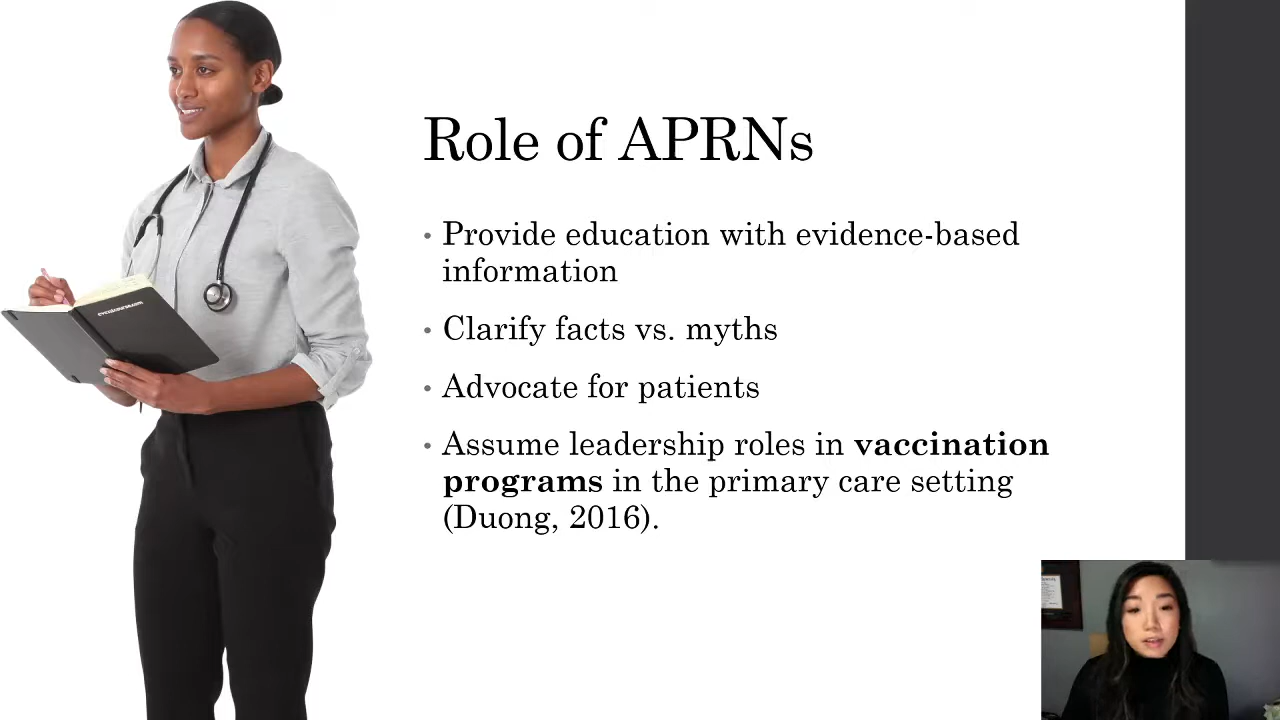 Role of APRNs
• Provide education with evidence-based
information
• Clarify facts vs. myths
• Advocate for patients
• Assume leadership roles in vaccination
programs in the primary care setting
(Duong, 2016).